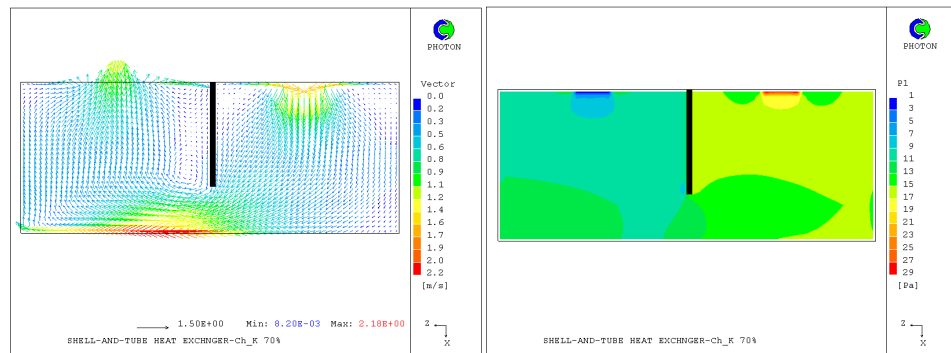 PHOTON
Vector
0.0
0.2
0.3
0.5
0.6
0.8
0.9
1.1
1.2
1.4
1.6
1.7
1.9
2.0
2.2
[m/s]
1.50E+00 Min: 8.20E-03 Max: 2.18E+00
Z
X
SHELL-AND-TUBE HEAT EXCHNGER-Ch_K 70%
PHOTON
P1
1
3
5
7
9
11
13
15
17
19
21
23
25
27
29
[Pa]
Z
X
SHELL-AND-TUBE HEAT EXCHNGER-Ch_K 70%